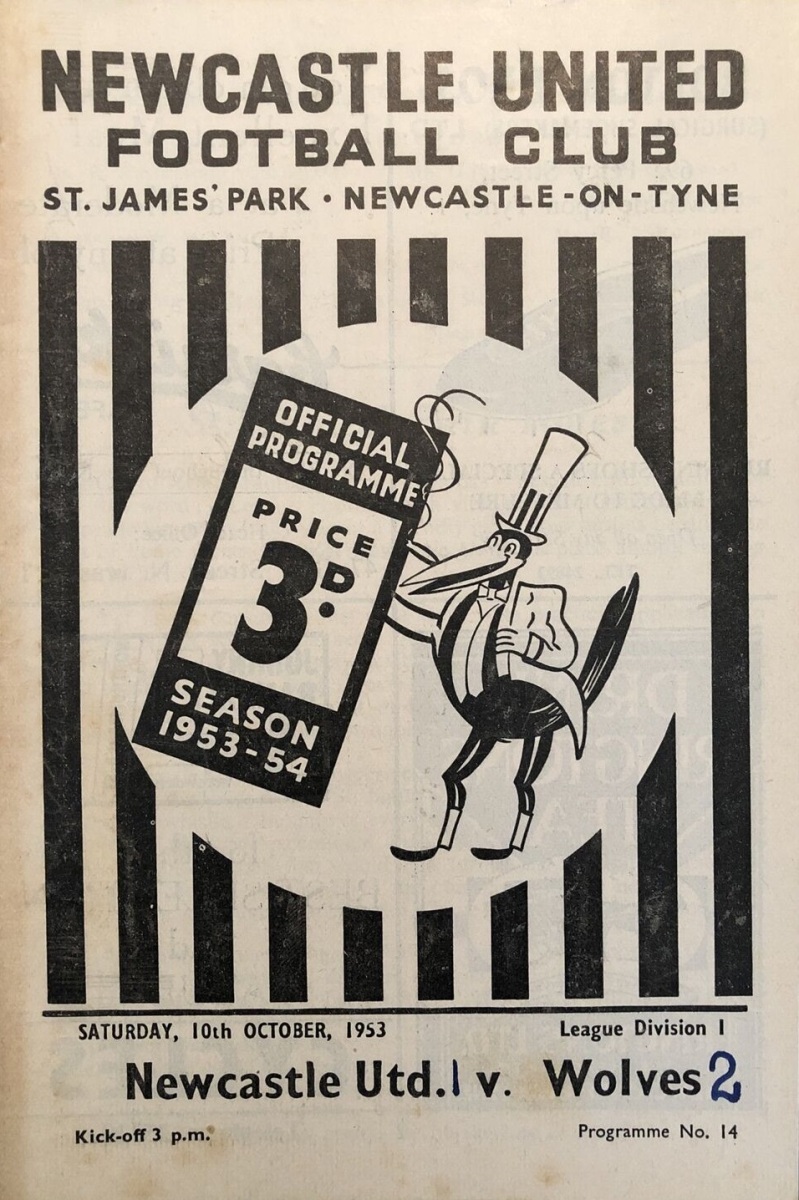 NEWCASTLE UNITED
FOOTBALL CLUB
ST. JAMES' PARK • NEWCASTLE-ON-TYNE
OFFICIAL
PROGRAMME
PRICE
3D.
SEASON
1953-54
SATURDAY, 10th OCTOBER, 1953 League Division 1
Newcastle Utd. 1 v. Wolves 2
Kick-off 3 p.m. Programme No. 14